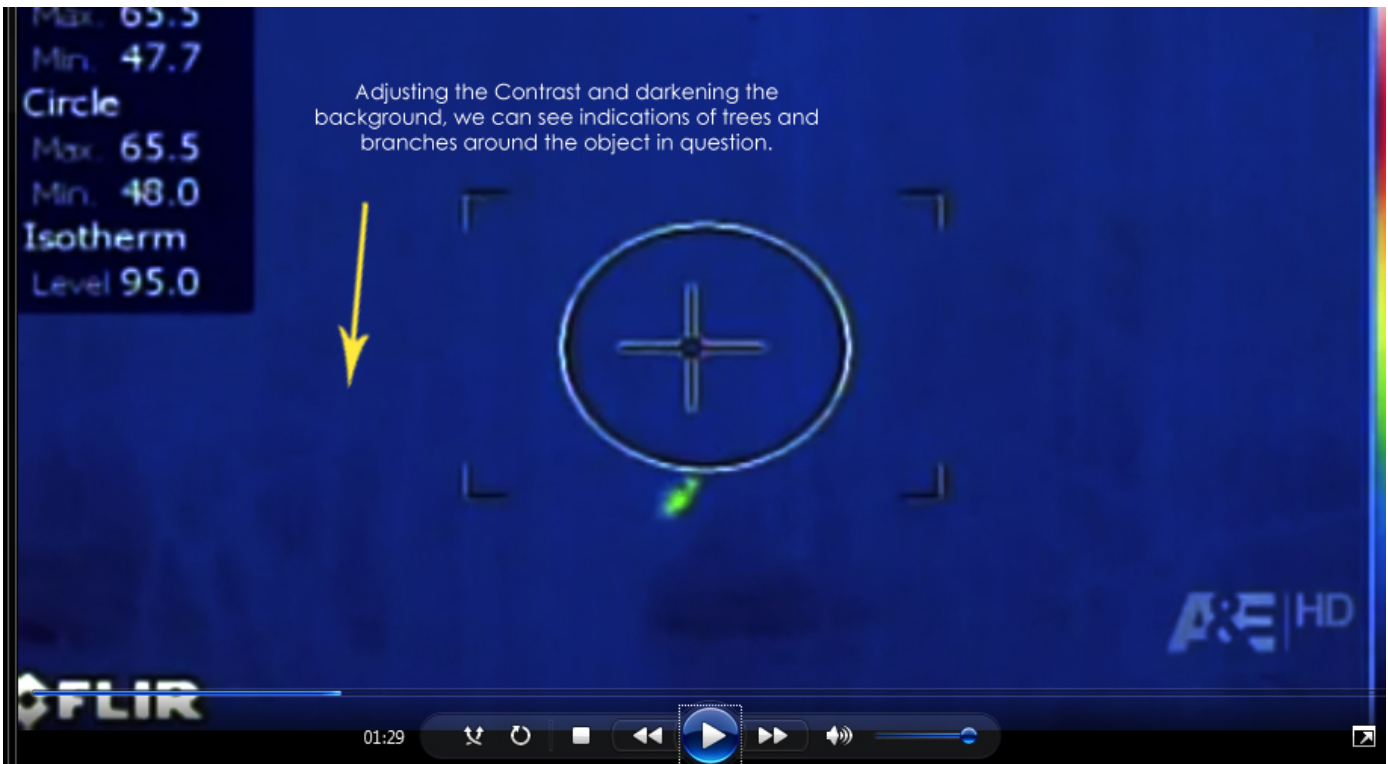 Max. 65.5
Min. 47.7
Circle
Max. 65.5
Min. 48.0
Isotherm
Level 95.0
Adjusting the Contrast and darkening the
background, we can see indications of trees and
branches around the object in question.
A&E HD
FLIR
01:29